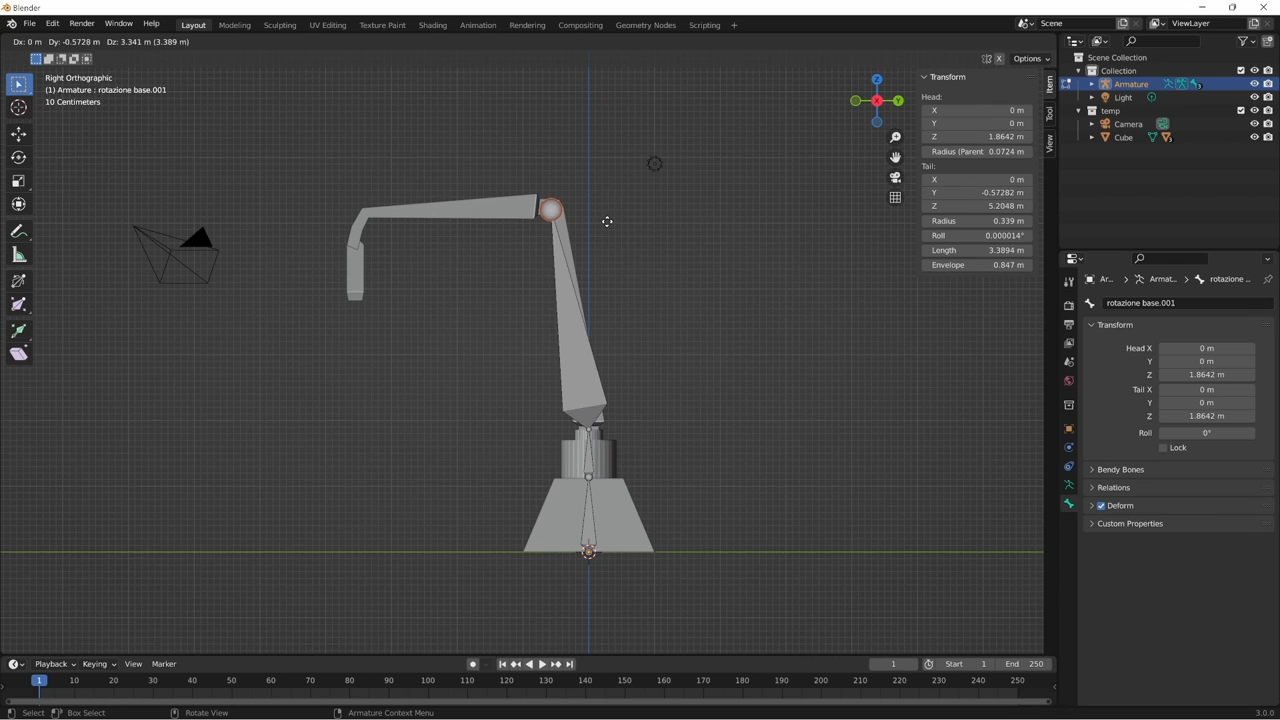 Blender
File Edit Render Window Help Layout Modeling Sculpting UV Editing Texture Paint Shading Animation Rendering Compositing Geometry Nodes Scripting + Scene ViewLayer
Dx: 0 m Dy: -0.5728 m Dz: 3.341 m (3.389 m)
X Options
Right Orthographic
(1) Armature : rotazione base.001
10 Centimeters
Z
X
Y
Transform
Head:
X 0 m
Y 0 m
Z 1.8642 m
Radius (Parent 0.0724 m
Tail:
X 0 m
Y -0.57282 m
Z 5.2048 m
Radius 0.339 m
Roll 0.000014°
Length 3.3894 m
Envelope 0.847 m
Item
Tool
View
Scene Collection
Collection
Armature 3
Light
temp
Camera
Cube 3
Ar... Armat... rotazione ...
rotazione base.001
Transform
Head X 0 m
Y 0 m
Z 1.8642 m
Tail X 0 m
Y 0 m
Z 1.8642 m
Roll 0°
Lock
Bendy Bones
Relations
Deform
Custom Properties
Playback Keying View Marker 1 Start 1 End 250
1 10 20 30 40 50 60 70 80 90 100 110 120 130 140 150 160 170 180 190 200 210 220 230 240 250
Select Box Select Rotate View Armature Context Menu 3.0.0